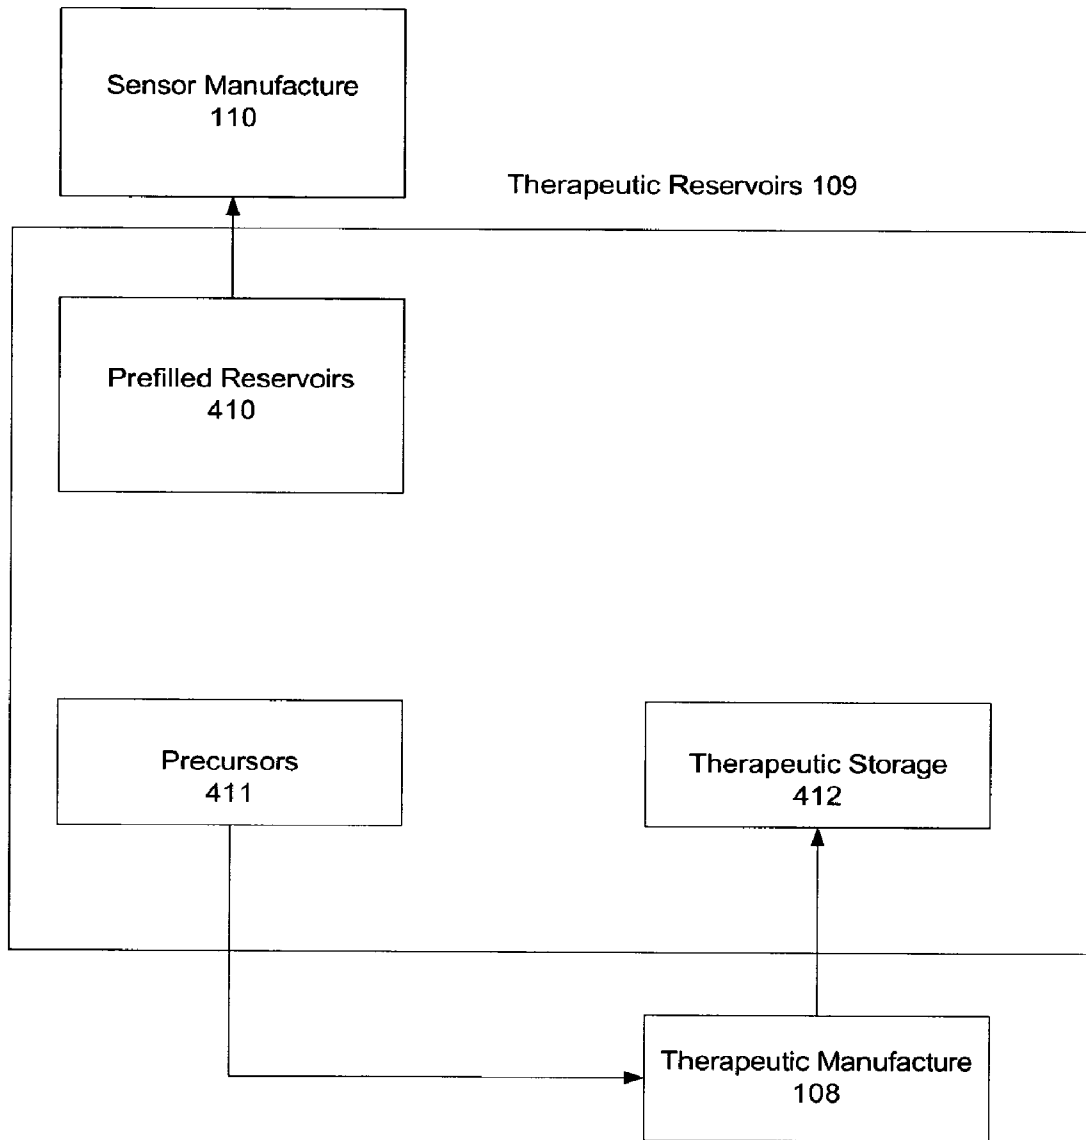 Sensor Manufacture
110
Therapeutic Reservoirs 109
Prefilled Reservoirs
410
Precursors
411
Therapeutic Storage
412
Therapeutic Manufacture
108